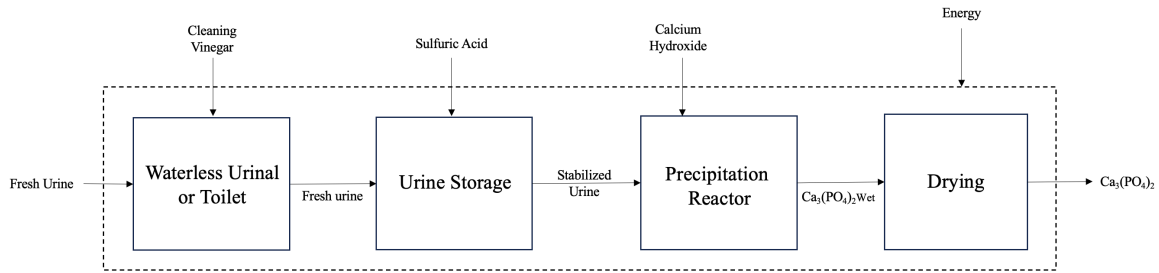 Cleaning
Vinegar
Sulfuric Acid
Calcium
Hydroxide
Energy
Fresh Urine
Waterless Urinal
or Toilet
Fresh urine
Urine Storage
Stabilized
Urine
Precipitation
Reactor
Ca₃(PO₄)₂Wet
Drying
Ca₃(PO₄)₂